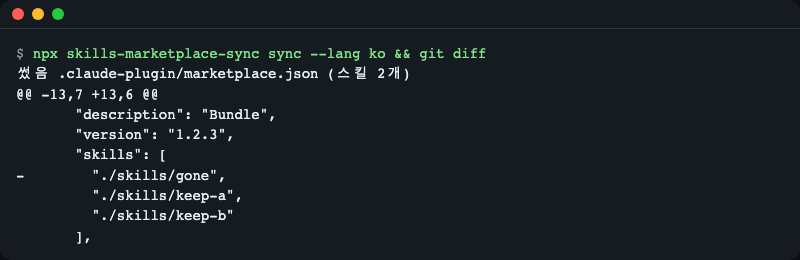 $ npx skills-marketplace-sync sync --lang ko && git diff
썼음 .claude-plugin/marketplace.json (스킬 2개)
@@ -13,7 +13,6 @@
      "description": "Bundle",
      "version": "1.2.3",
      "skills": [
-       "./skills/gone",
        "./skills/keep-a",
        "./skills/keep-b"
      ],